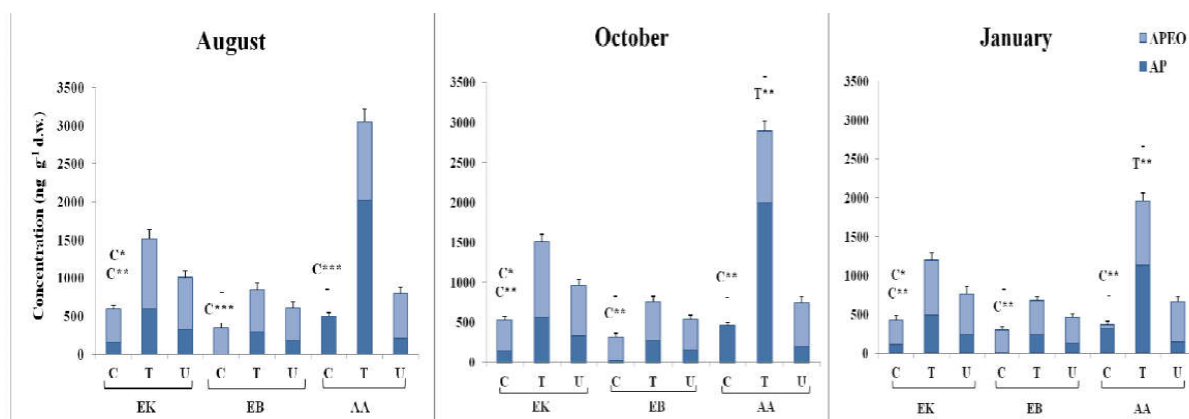 August
3500
3000
2500
2000
1500
1000
500
0
Concentration (ng g⁻¹ d.w.)
C*
C**
-
C***
C***
-
C T U C T U C T U
EK EB AA
October
3500
3000
2500
2000
1500
1000
500
0
C*
C**
-
C**
C**
-
-
T**
C T U C T U C T U
EK EB AA
January
APEO
AP
3500
3000
2500
2000
1500
1000
500
0
C*
C**
-
C**
C**
-
-
T**
C T U C T U C T U
EK EB AA